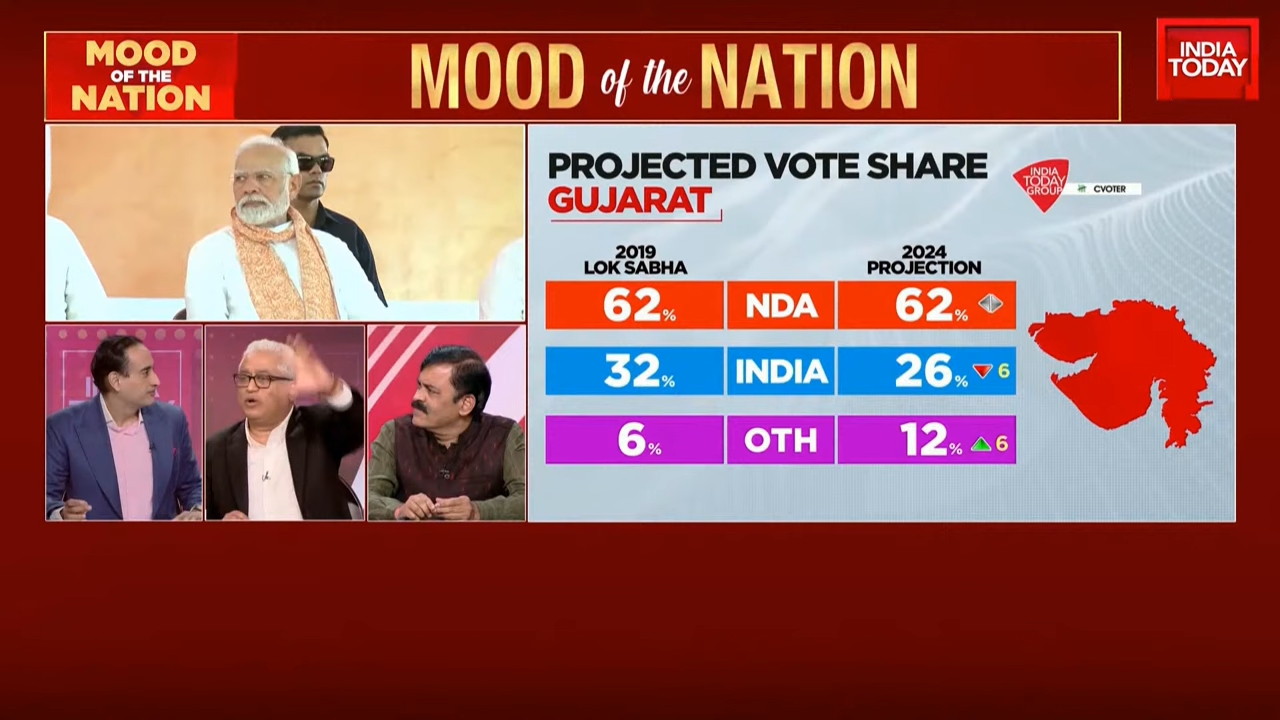 MOOD
OF THE
NATION
MOOD of the NATION
INDIA
TODAY
PROJECTED VOTE SHARE
GUJARAT
INDIA
TODAY
GROUP
CVOTER
2019
LOK SABHA
2024
PROJECTION
62% NDA 62%
32% INDIA 26% 6
6% OTH 12% 6